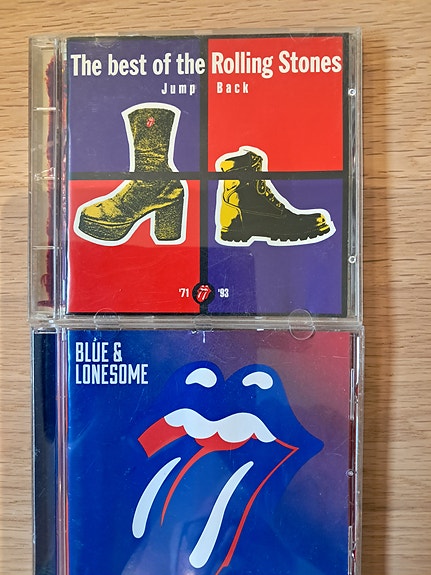 The best of the Rolling Stones
Jump Back
'71 '93
BLUE &
LONESOME